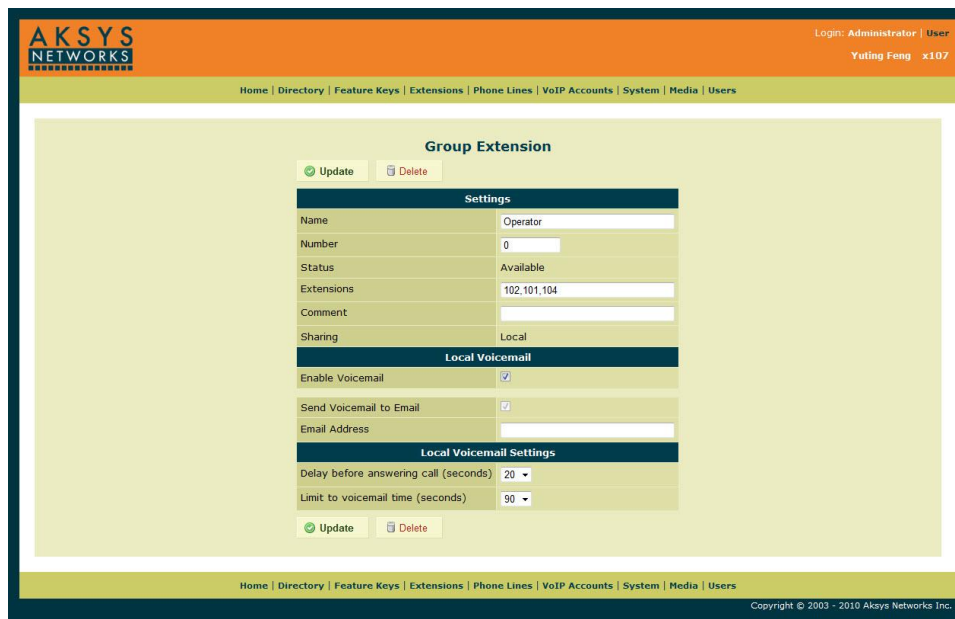 AKSYS
NETWORKS
Login: Administrator | User
Yuting Feng x107
Home | Directory | Feature Keys | Extensions | Phone Lines | VoIP Accounts | System | Media | Users
Group Extension
Update Delete
Settings
Name Operator
Number 0
Status Available
Extensions 102,101,104
Comment
Sharing Local
Local Voicemail
Enable Voicemail
Send Voicemail to Email
Email Address
Local Voicemail Settings
Delay before answering call (seconds) 20
Limit to voicemail time (seconds) 90
Update Delete
Home | Directory | Feature Keys | Extensions | Phone Lines | VoIP Accounts | System | Media | Users
Copyright © 2003 - 2010 Aksys Networks Inc.